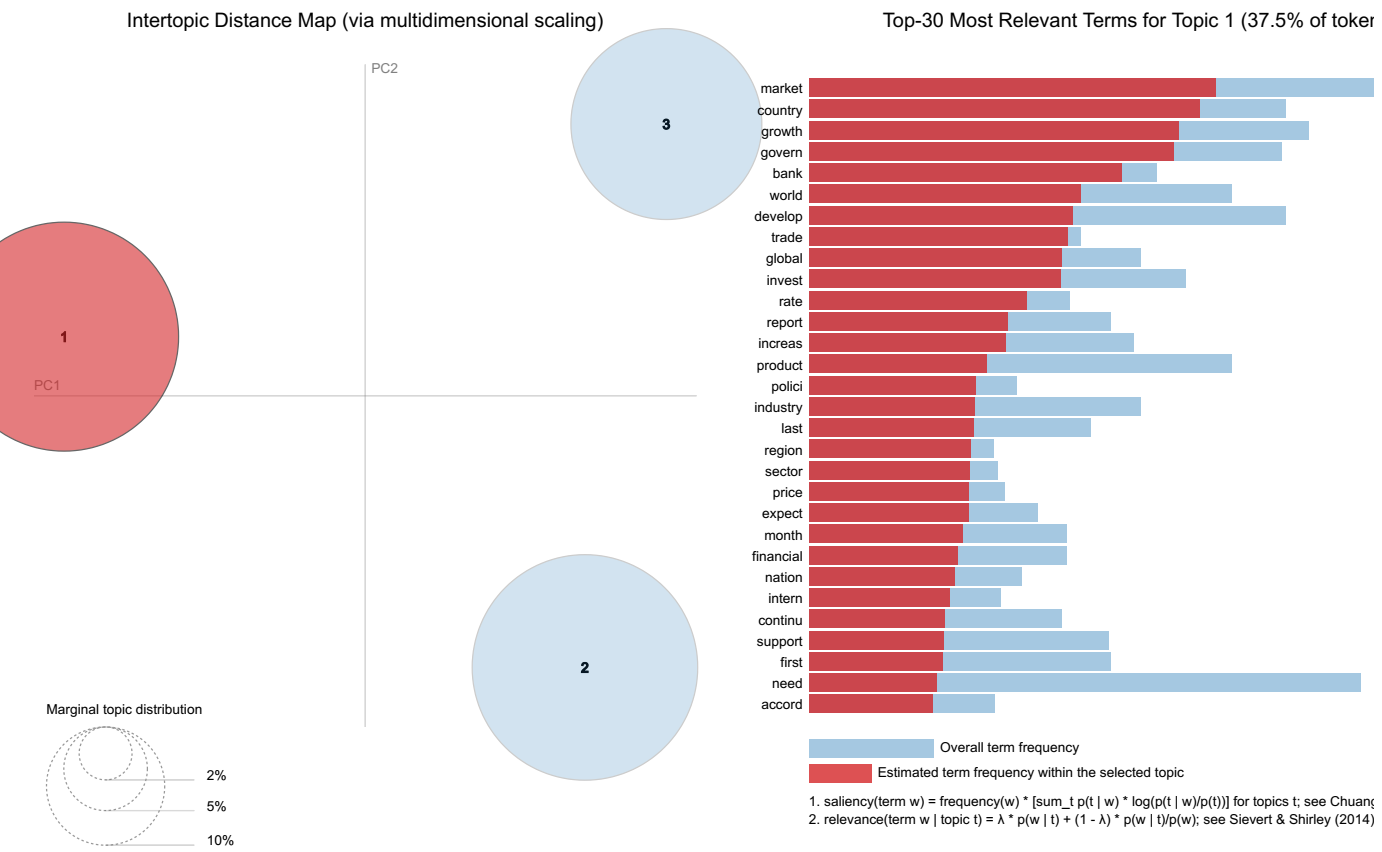 Intertopic Distance Map (via multidimensional scaling)
PC2
3
1
PC1
2
Marginal topic distribution
2%
5%
10%
Top-30 Most Relevant Terms for Topic 1 (37.5% of token
market
country
growth
govern
bank
world
develop
trade
global
invest
rate
report
increas
product
polici
industry
last
region
sector
price
expect
month
financial
nation
intern
continu
support
first
need
accord
Overall term frequency
Estimated term frequency within the selected topic
1. saliency(term w) = frequency(w) * [sum_t p(t | w) * log(p(t | w)/p(t))] for topics t; see Chuang
2. relevance(term w | topic t) = λ * p(w | t) + (1 - λ) * p(w | t)/p(w); see Sievert & Shirley (2014)